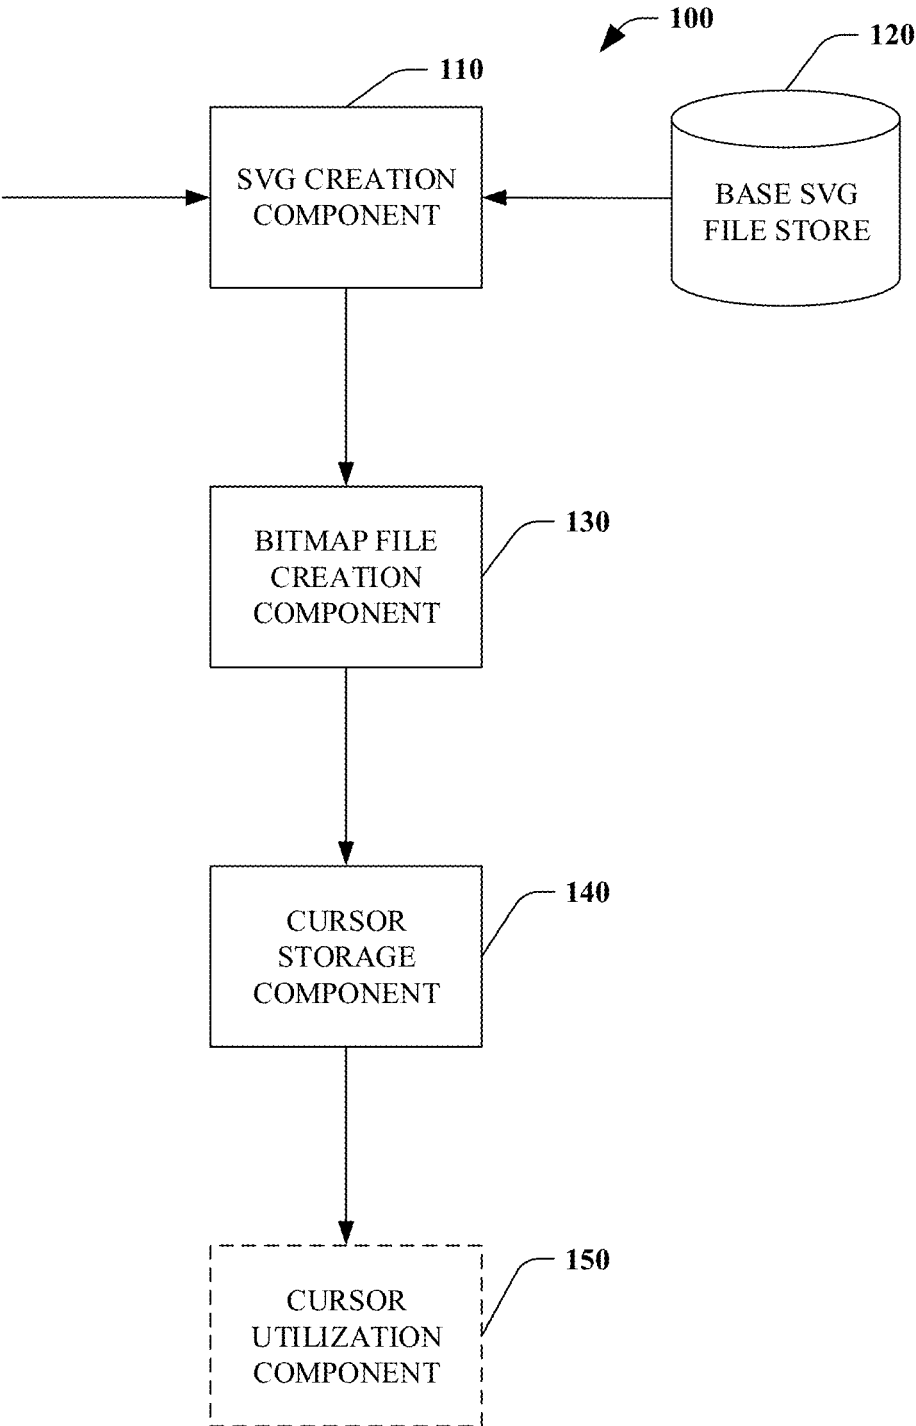 100
120
110
SVG CREATION
COMPONENT
BASE SVG
FILE STORE
130
BITMAP FILE
CREATION
COMPONENT
140
CURSOR
STORAGE
COMPONENT
150
CURSOR
UTILIZATION
COMPONENT